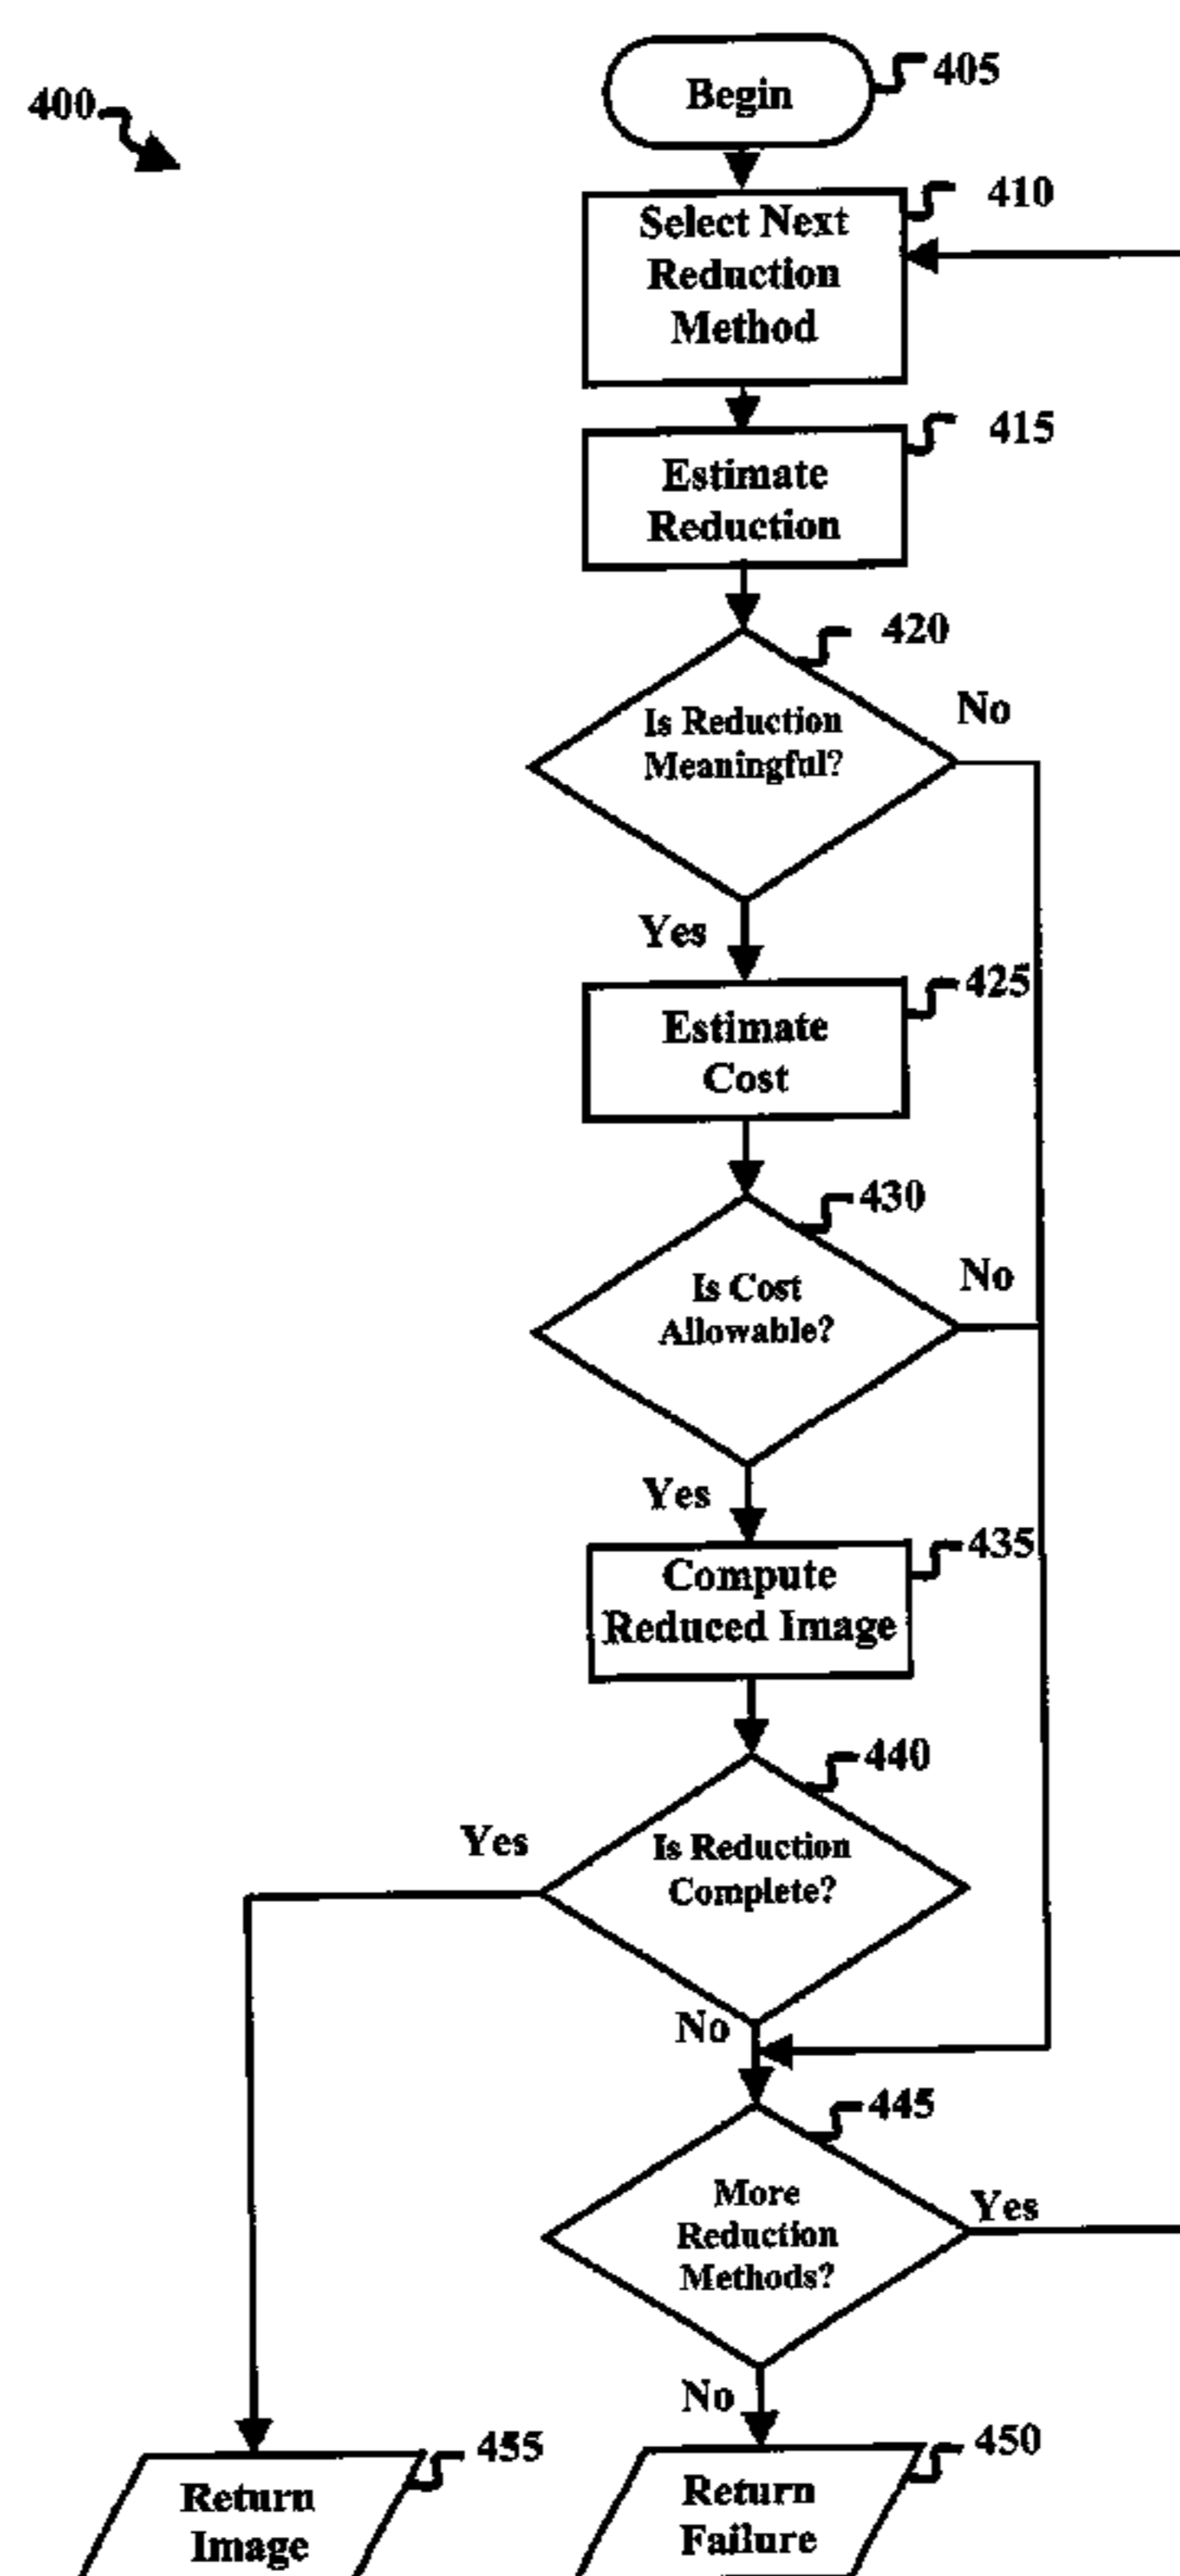 Begin
405
400
410
Select Next
Reduction
Method
415
Estimate
Reduction
420
No
Is Reduction
Meaningful?
Yes
425
Estimate
Cost
430
No
Is Cost
Allowable?
Yes
435
Compute
Reduced Image
440
Yes
Is Reduction
Complete?
No
445
More
Reduction
Methods?
Yes
No
455
450
Return
Image
Return
Failure